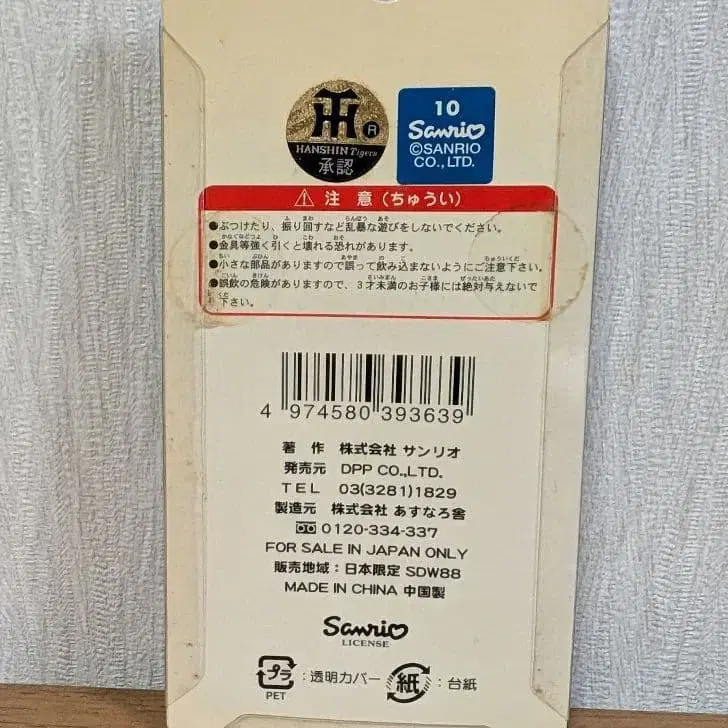 HANSHIN Tigers
承認
10
Sanrio
©SANRIO
CO., LTD.
注意(ちゅうい)
●ぶつけたり、振り回すなど乱暴な遊びをしないでください。
●金具等強く引くと壊れる恐れがあります。
●小さな部品がありますので誤って飲み込まないようにご注意下さい。
●誤飲の危険がありますので、3才未満のお子様には絶対与えないで
下さい。
4 974580 393639
著 作 株式会社 サンリオ
発売元 DPP CO.,LTD.
TEL 03(3281)1829
製造元 株式会社 あすなろ舎
0120-334-337
FOR SALE IN JAPAN ONLY
販売地域:日本限定 SDW88
MADE IN CHINA 中国製
Sanrio
LICENSE
プラ
PET
:透明カバー
紙
:台紙